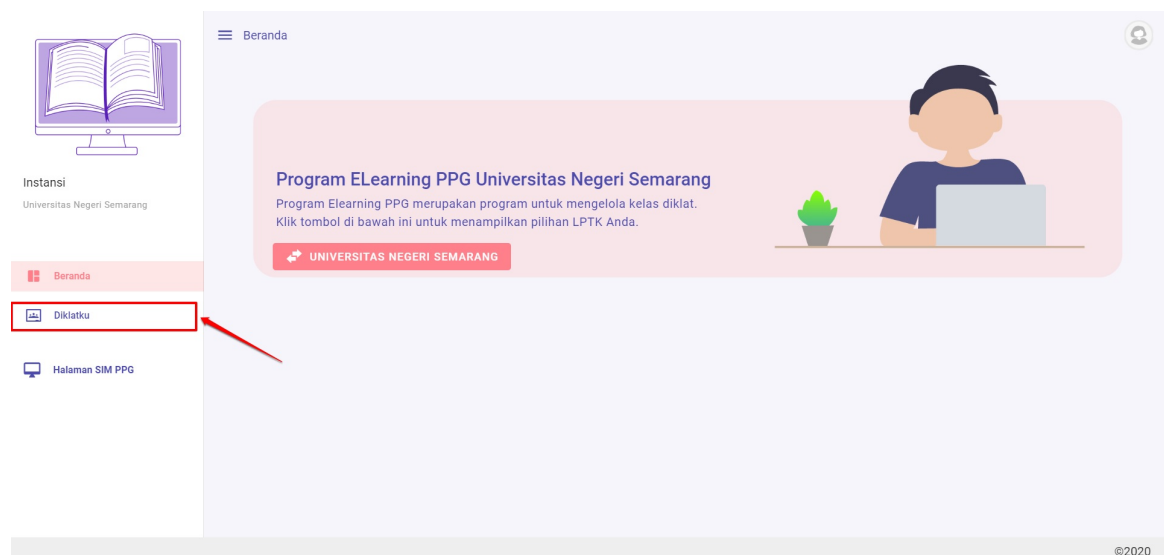 Beranda
Instansi
Universitas Negeri Semarang
Beranda
Diklatku
Halaman SIM PPG
Program ELearning PPG Universitas Negeri Semarang
Program Elearning PPG merupakan program untuk mengelola kelas diklat.
Klik tombol di bawah ini untuk menampilkan pilihan LPTK Anda.
UNIVERSITAS NEGERI SEMARANG
©2020